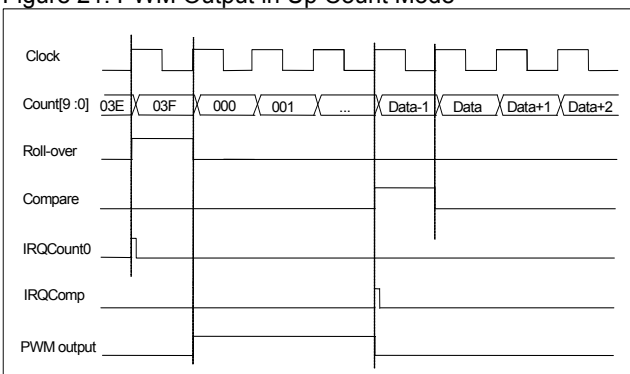 Figure 21. PWM Output in Up Count Mode
Clock
Count[9 :0] 03E 03F 000 001 ... Data-1 Data Data+1 Data+2
Roll-over
Compare
IRQCount0
IRQComp
PWM output